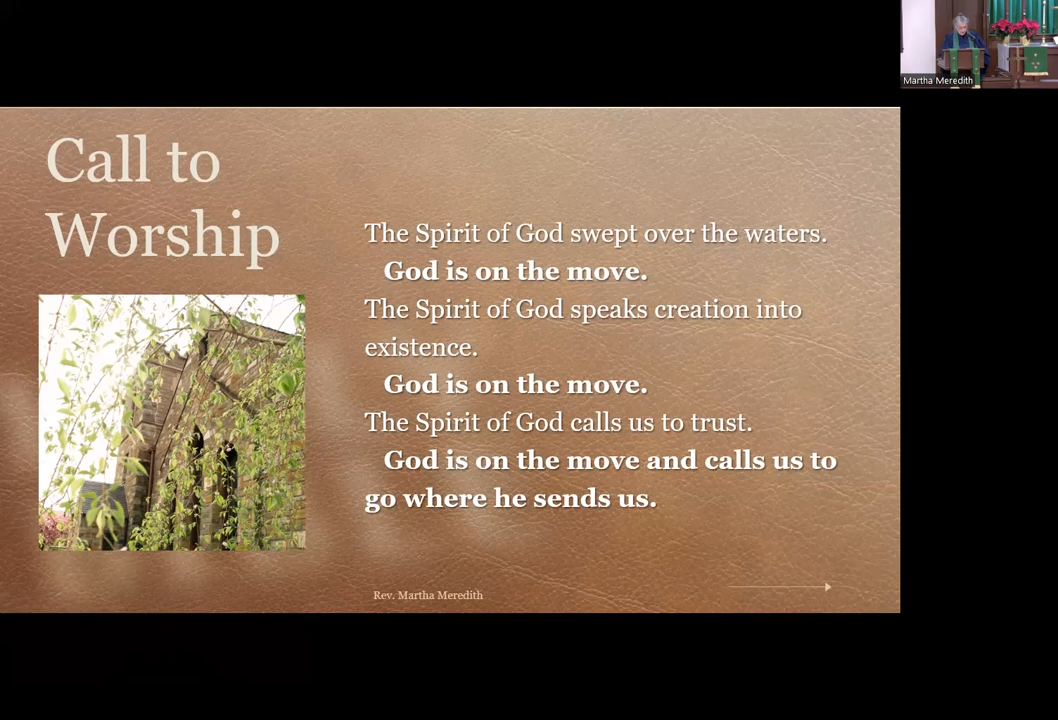 Martha Meredith
Call to
Worship
The Spirit of God swept over the waters.
God is on the move.
The Spirit of God speaks creation into
existence.
God is on the move.
The Spirit of God calls us to trust.
God is on the move and calls us to
go where he sends us.
Rev. Martha Meredith